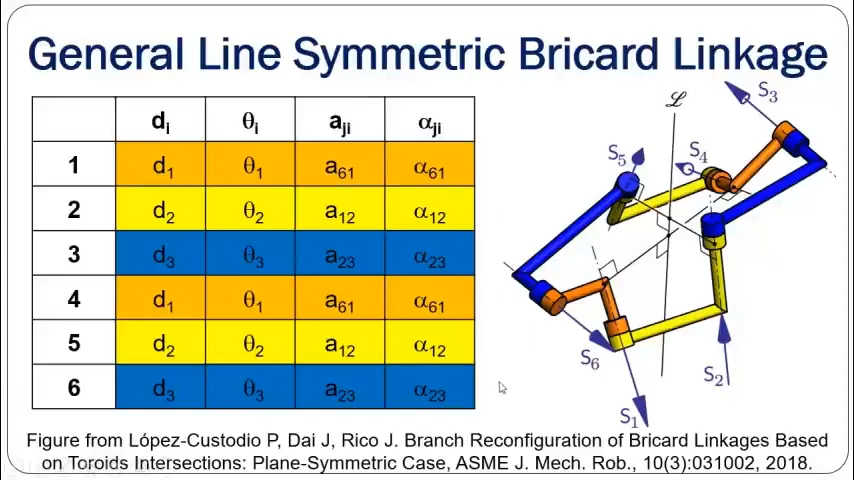 General Line Symmetric Bricard Linkage
dᵢ θᵢ aⱼᵢ αⱼᵢ
1 d₁ θ₁ a₆₁ α₆₁
2 d₂ θ₂ a₁₂ α₁₂
3 d₃ θ₃ a₂₃ α₂₃
4 d₁ θ₁ a₆₁ α₆₁
5 d₂ θ₂ a₁₂ α₁₂
6 d₃ θ₃ a₂₃ α₂₃
ℒ
S₃
S₅
S₄
S₆
S₂
S₁
Figure from López-Custodio P, Dai J, Rico J. Branch Reconfiguration of Bricard Linkages Based
on Toroids Intersections: Plane-Symmetric Case, ASME J. Mech. Rob., 10(3):031002, 2018.